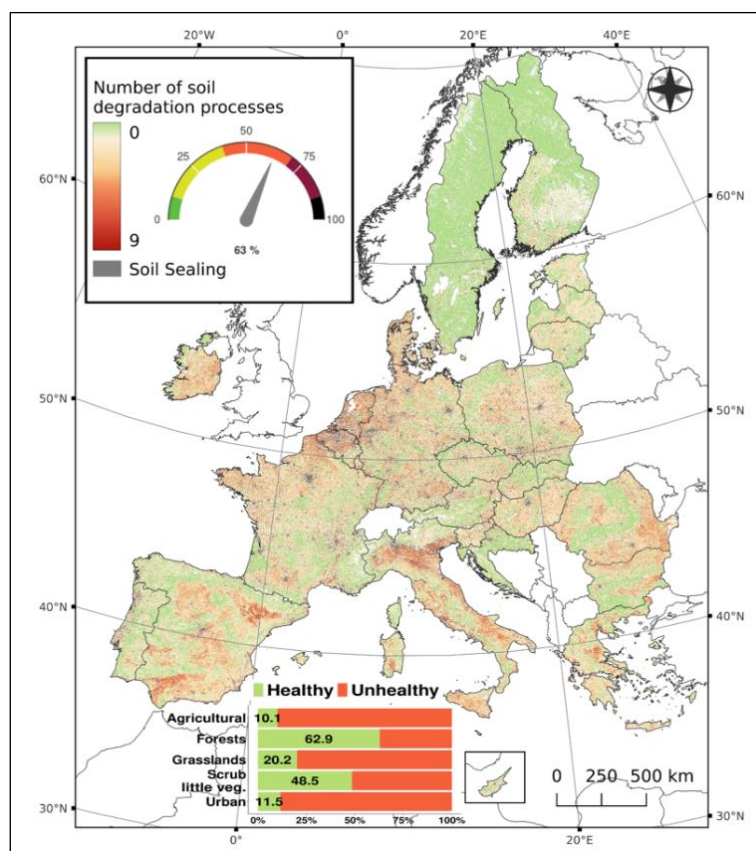 20°W
0°
20°E
40°E
Number of soil
degradation processes
0
9
0
25
50
75
100
63 %
Soil Sealing
60°N
60°N
50°N
50°N
40°N
40°N
30°N
30°N
Healthy
Unhealthy
Agricultural
10.1
Forests
62.9
Grasslands
20.2
Scrub
little veg.
48.5
Urban
11.5
0%
25%
50%
75%
100%
0 250 500 km
0°
20°E